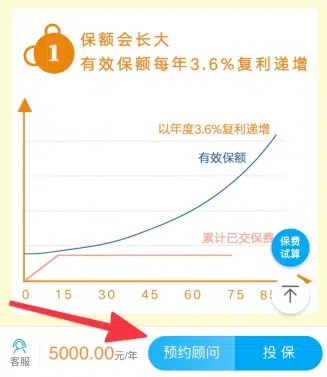 1
保额会长大
有效保额每年3.6%复利递增
以年度3.6%复利递增
有效保额
累计已交保费
保费
试算
0 15 30 45 60 75 85
客服
5000.00元/年
预约顾问
投保